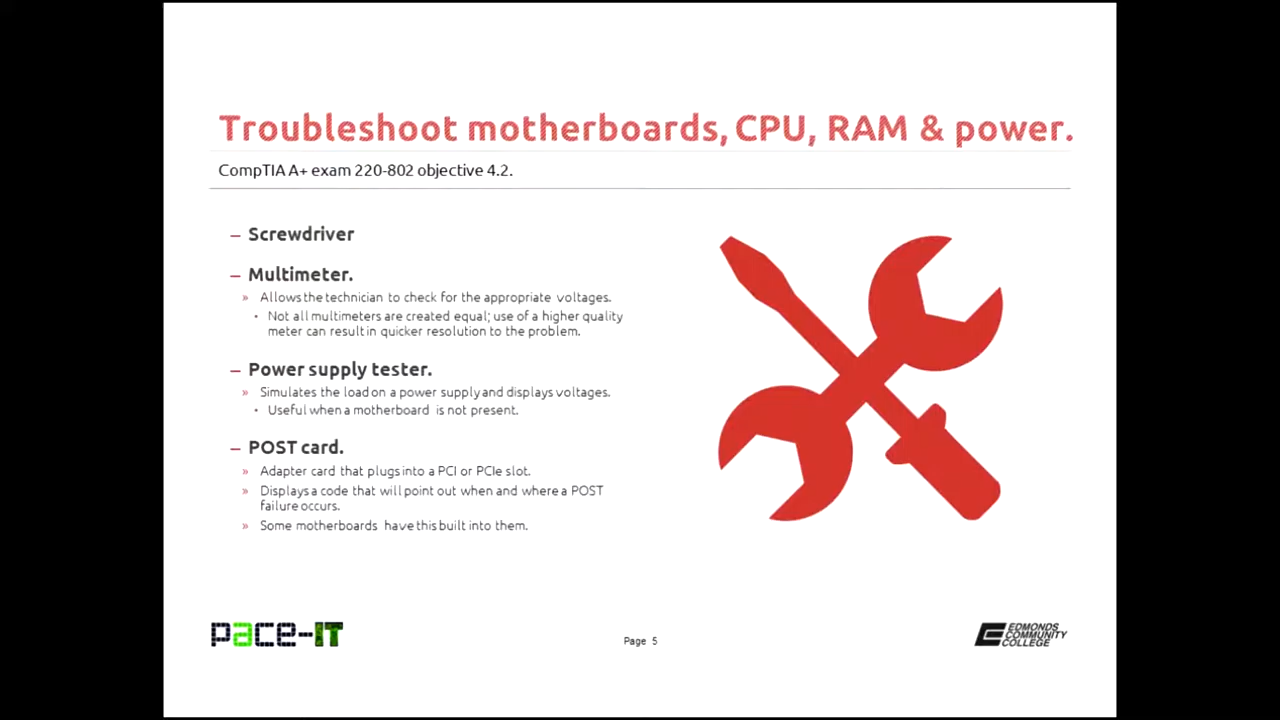 Troubleshoot motherboards, CPU, RAM & power.
CompTIA A+ exam 220-802 objective 4.2.
– Screwdriver
– Multimeter.
» Allows the technician to check for the appropriate voltages.
• Not all multimeters are created equal; use of a higher quality
meter can result in quicker resolution to the problem.
– Power supply tester.
» Simulates the load on a power supply and displays voltages.
• Useful when a motherboard is not present.
– POST card.
» Adapter card that plugs into a PCI or PCIe slot.
» Displays a code that will point out when and where a POST
failure occurs.
» Some motherboards have this built into them.
pace-IT
Page 5
EDMONDS
COMMUNITY
COLLEGE